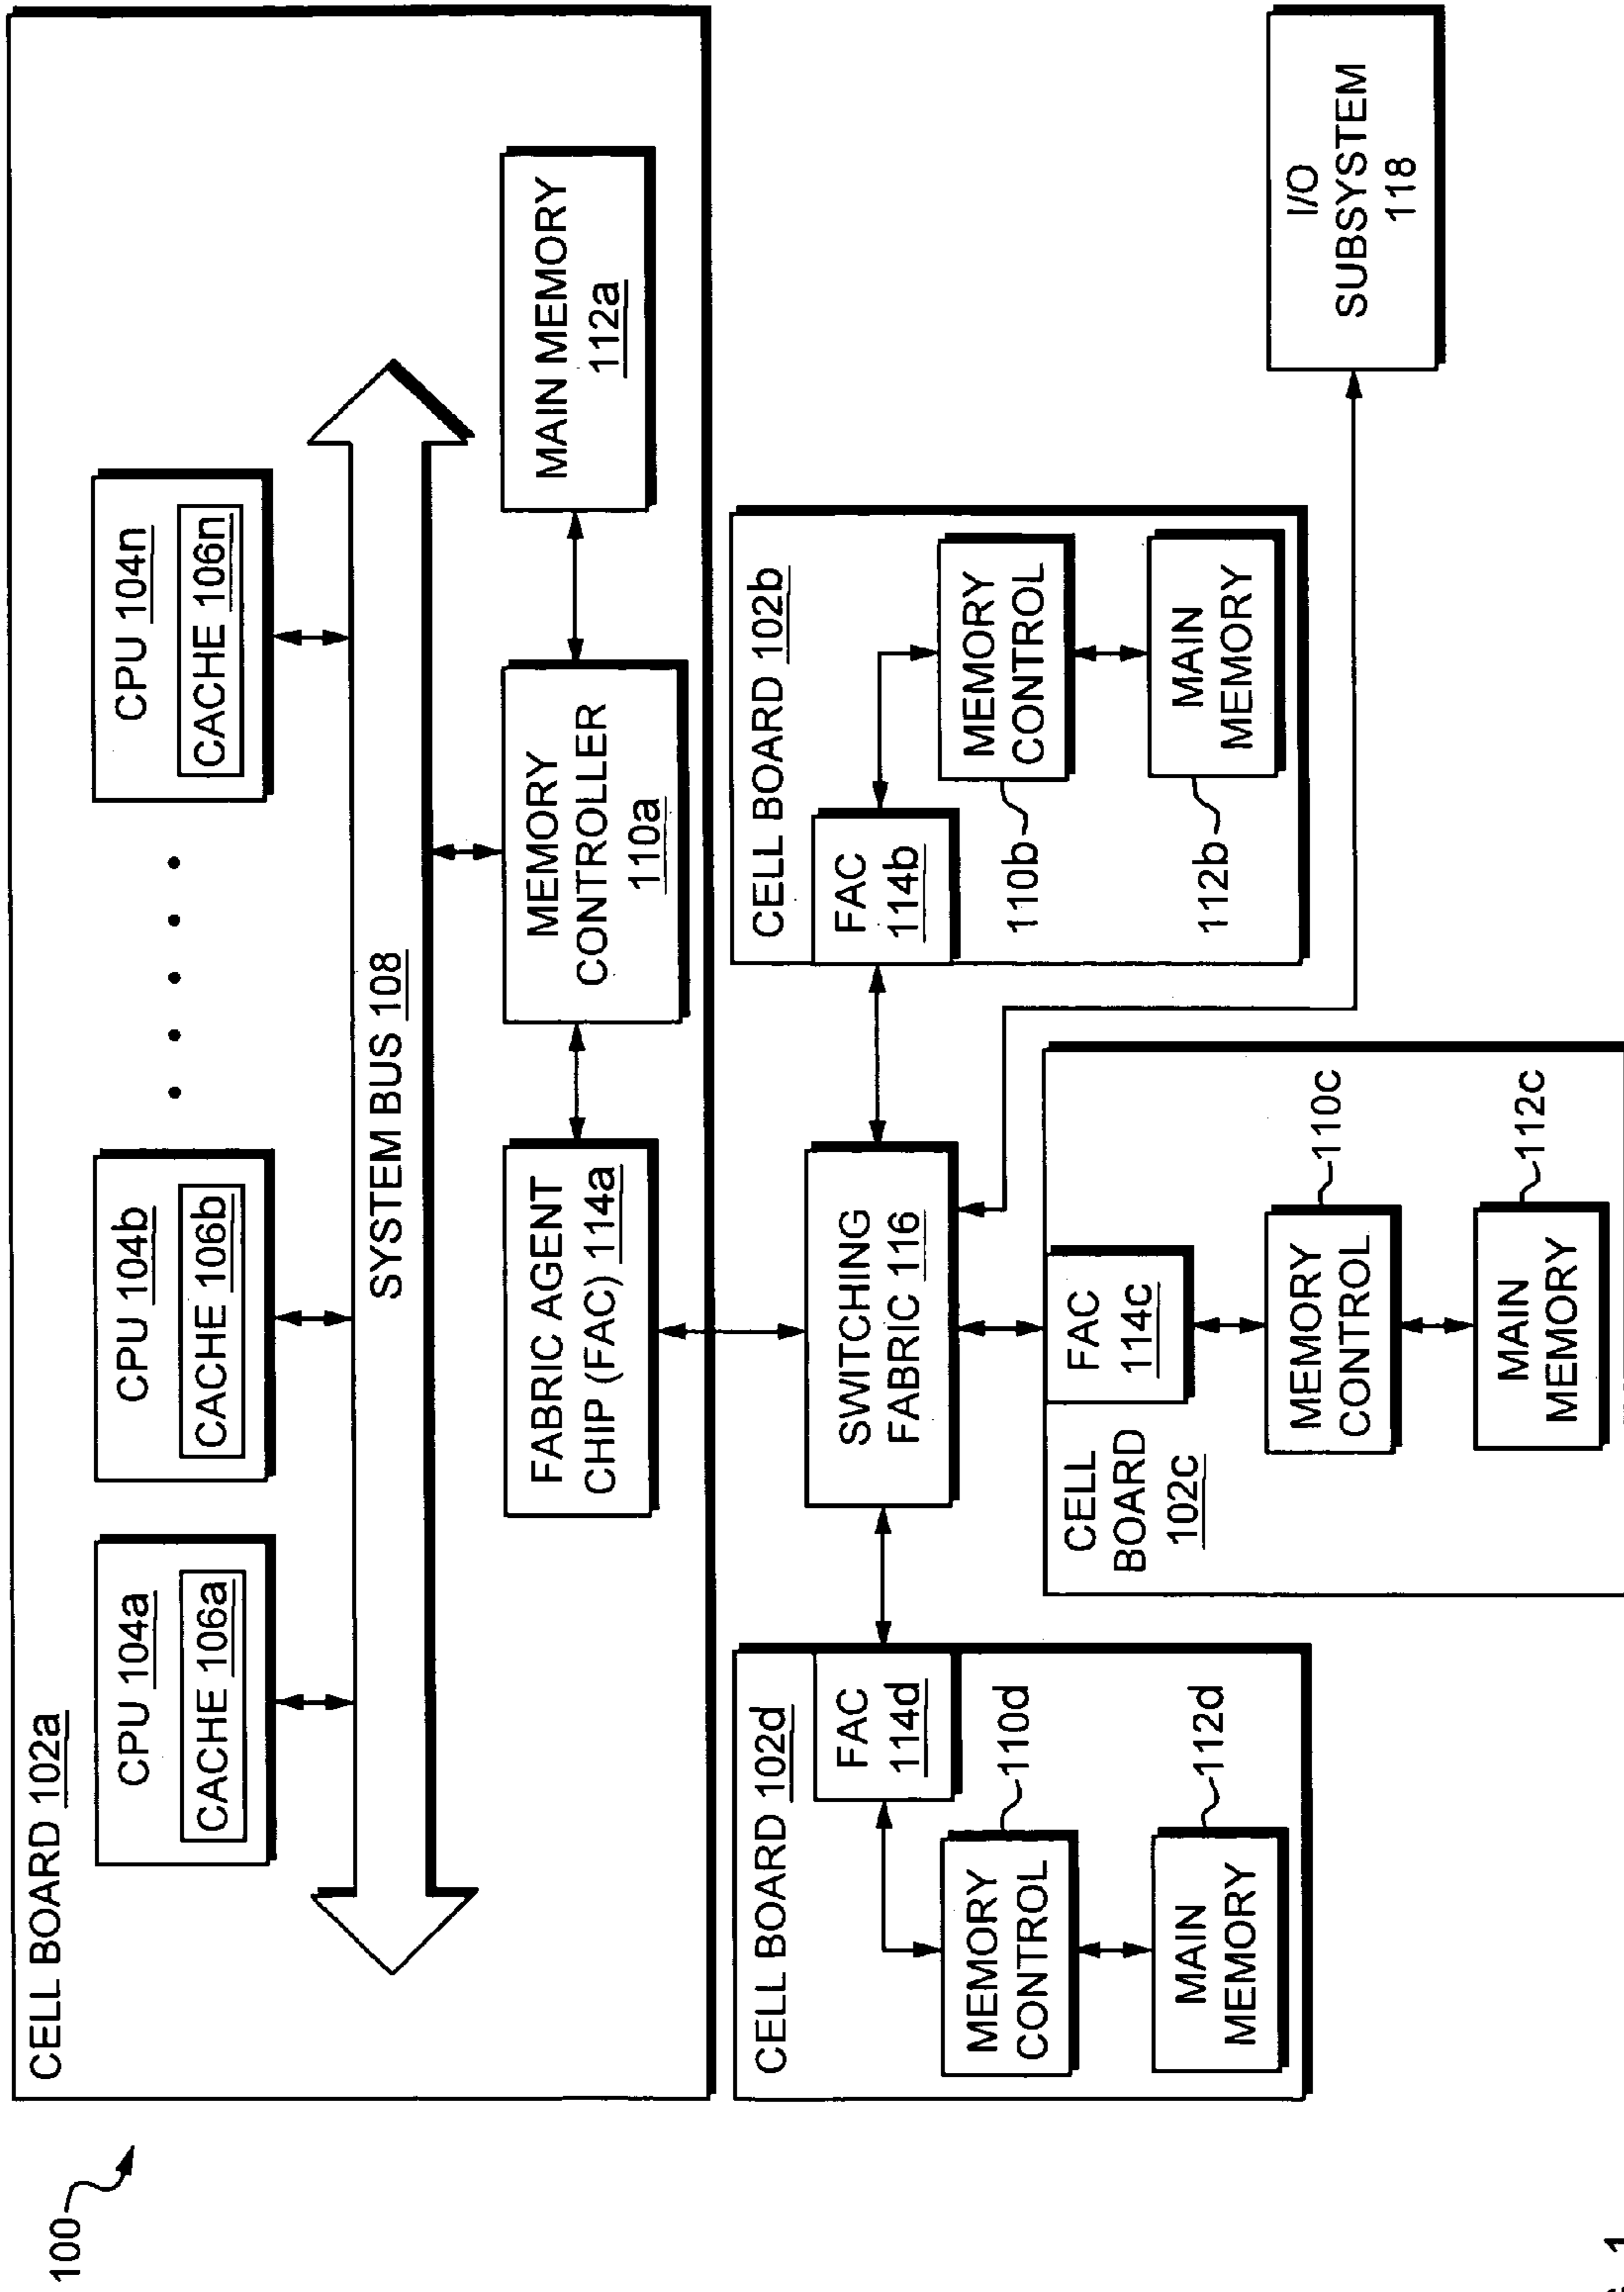 100
CELL BOARD 102a
CPU 104a
CACHE 106a
CPU 104b
CACHE 106b
CPU 104n
CACHE 106n
SYSTEM BUS 108
FABRIC AGENT
CHIP (FAC) 114a
MEMORY
CONTROLLER
110a
MAIN MEMORY
112a
CELL BOARD 102d
FAC
114d
MEMORY
CONTROL
110d
MAIN
MEMORY
112d
SWITCHING
FABRIC 116
CELL BOARD 102b
FAC
114b
MEMORY
CONTROL
110b
MAIN
MEMORY
112b
CELL
BOARD
102c
FAC
114c
MEMORY
CONTROL
110c
MAIN
MEMORY
112c
I/O
SUBSYSTEM
118
1